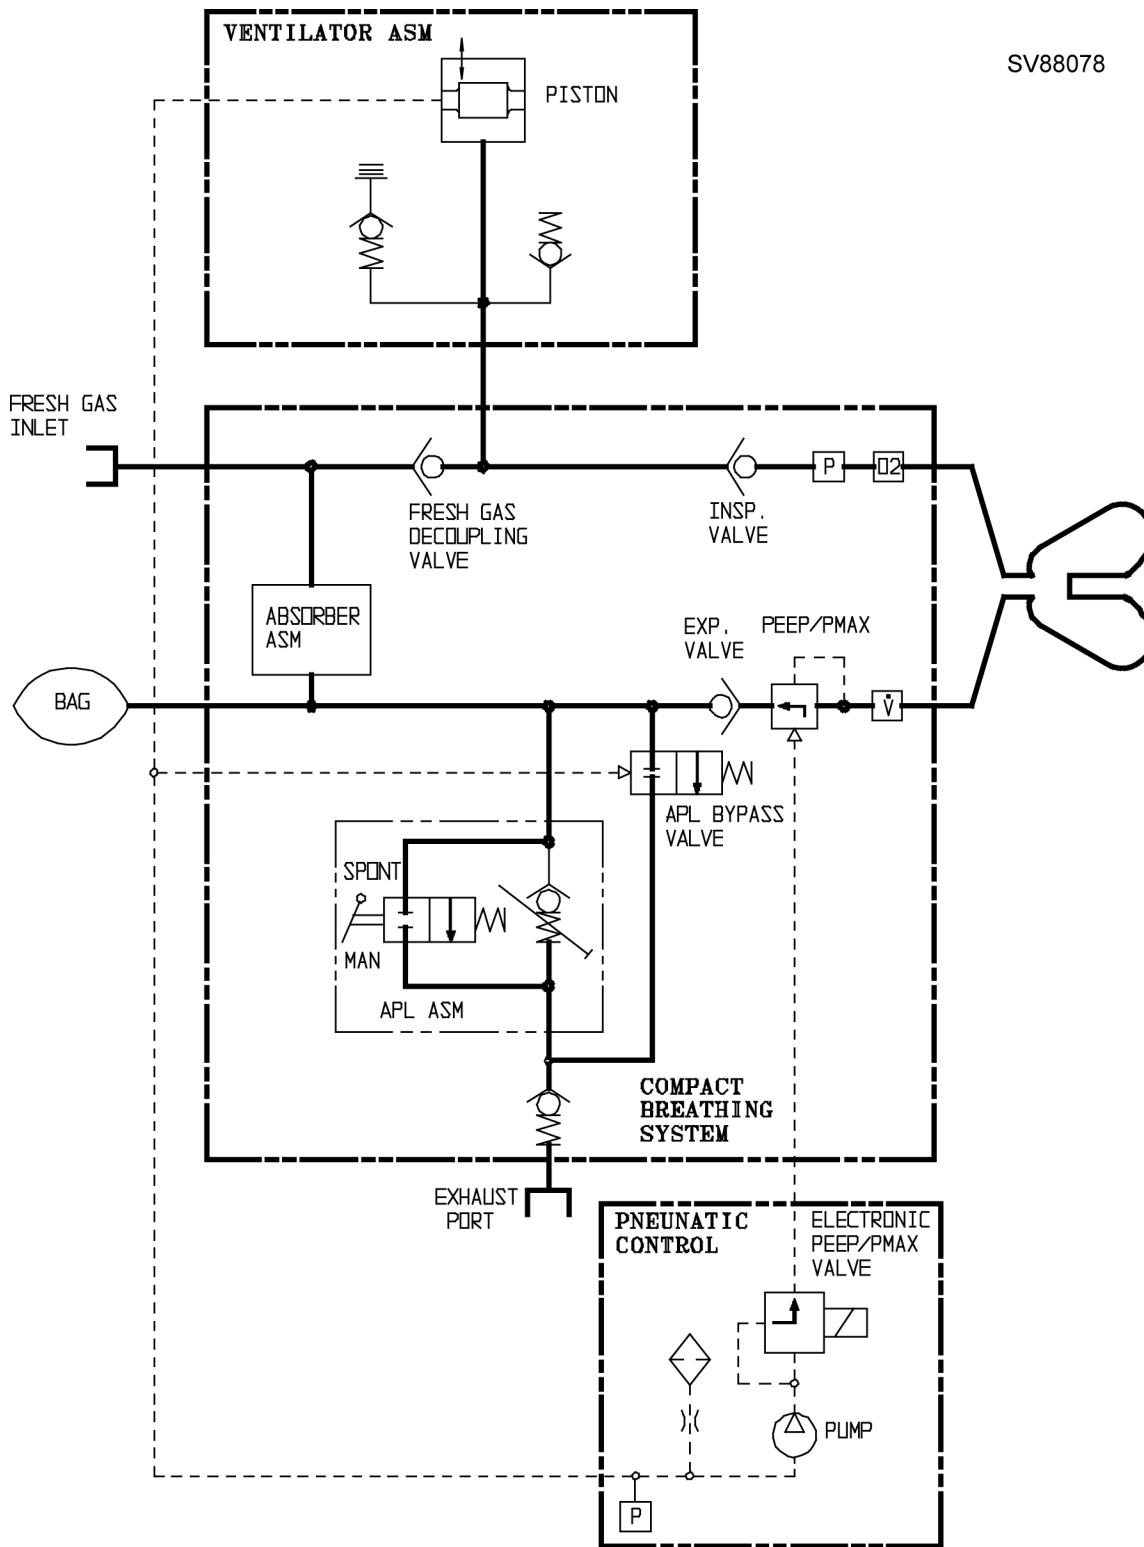 VENTILATOR ASM
SV88078
PISTON
FRESH GAS
INLET
P
O2
FRESH GAS
DECOUPLING
VALVE
INSP.
VALVE
ABSORBER
ASM
EXP.
VALVE
PEEP/PMAX
BAG
V̇
APL BYPASS
VALVE
SPONT
MAN
APL ASM
COMPACT
BREATHING
SYSTEM
EXHAUST
PORT
PNEUNATIC
CONTROL
ELECTRONIC
PEEP/PMAX
VALVE
PUMP
P